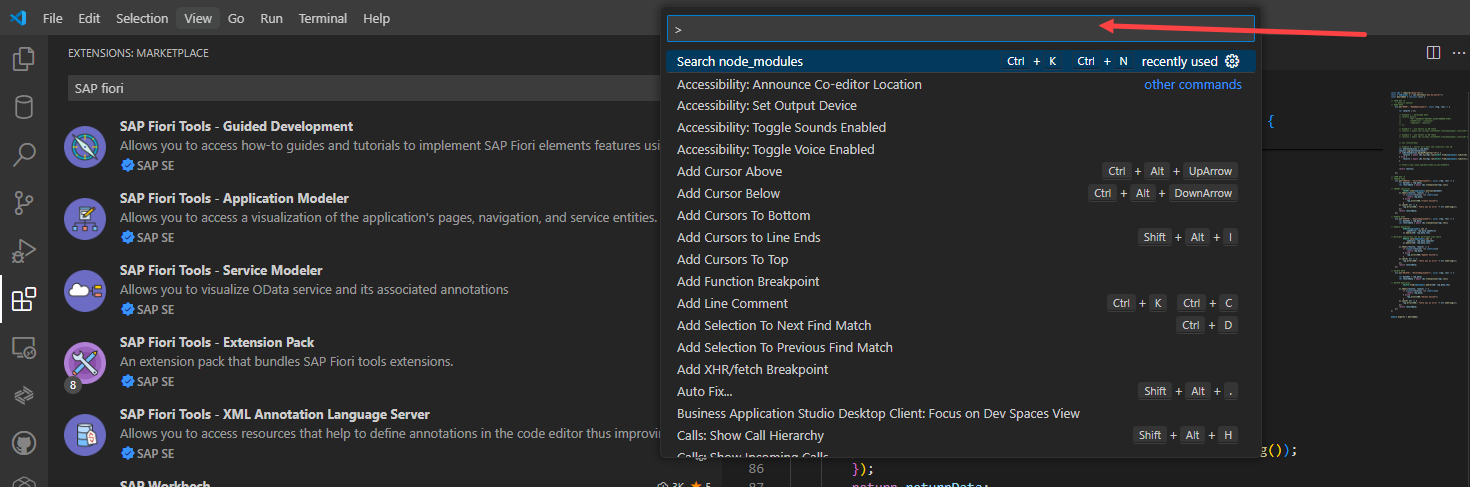 File Edit Selection View Go Run Terminal Help
EXTENSIONS: MARKETPLACE
SAP fiori
SAP Fiori Tools - Guided Development
Allows you to access how-to guides and tutorials to implement SAP Fiori elements features usi
SAP SE
SAP Fiori Tools - Application Modeler
Allows you to access a visualization of the application's pages, navigation, and service entities.
SAP SE
SAP Fiori Tools - Service Modeler
Allows you to visualize OData service and its associated annotations
SAP SE
SAP Fiori Tools - Extension Pack
An extension pack that bundles SAP Fiori tools extensions.
8
SAP SE
SAP Fiori Tools - XML Annotation Language Server
Allows you to access resources that help to define annotations in the code editor thus improvin
SAP SE
SAP Workbech
3K 5
>
Search node_modules Ctrl + K Ctrl + N recently used
Accessibility: Announce Co-editor Location other commands
Accessibility: Set Output Device
Accessibility: Toggle Sounds Enabled
Accessibility: Toggle Voice Enabled
Add Cursor Above Ctrl + Alt + UpArrow
Add Cursor Below Ctrl + Alt + DownArrow
Add Cursors To Bottom
Add Cursors to Line Ends Shift + Alt + I
Add Cursors To Top
Add Function Breakpoint
Add Line Comment Ctrl + K Ctrl + C
Add Selection To Next Find Match Ctrl + D
Add Selection To Previous Find Match
Add XHR/fetch Breakpoint
Auto Fix... Shift + Alt + .
Business Application Studio Desktop Client: Focus on Dev Spaces View
Calls: Show Call Hierarchy Shift + Alt + H
Calls: Show Incoming Calls
{
g());
86 });
87 return returnData;